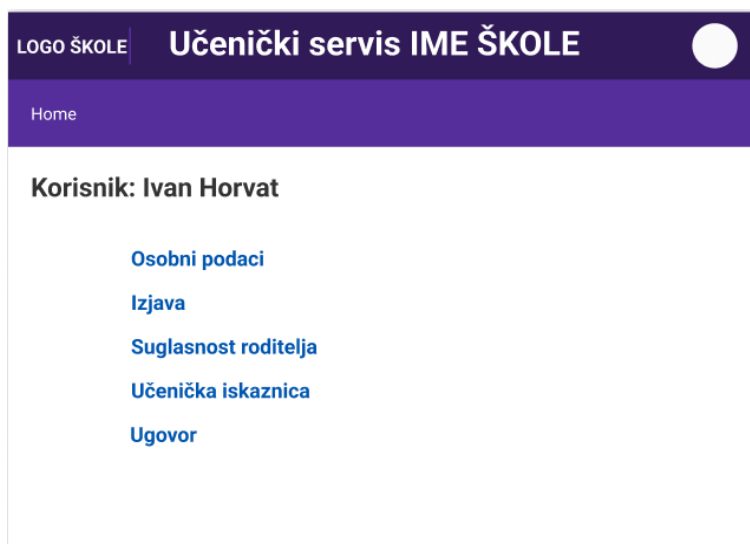 LOGO ŠKOLE
Učenički servis IME ŠKOLE
Home
Korisnik: Ivan Horvat
Osobni podaci
Izjava
Suglasnost roditelja
Učenička iskaznica
Ugovor